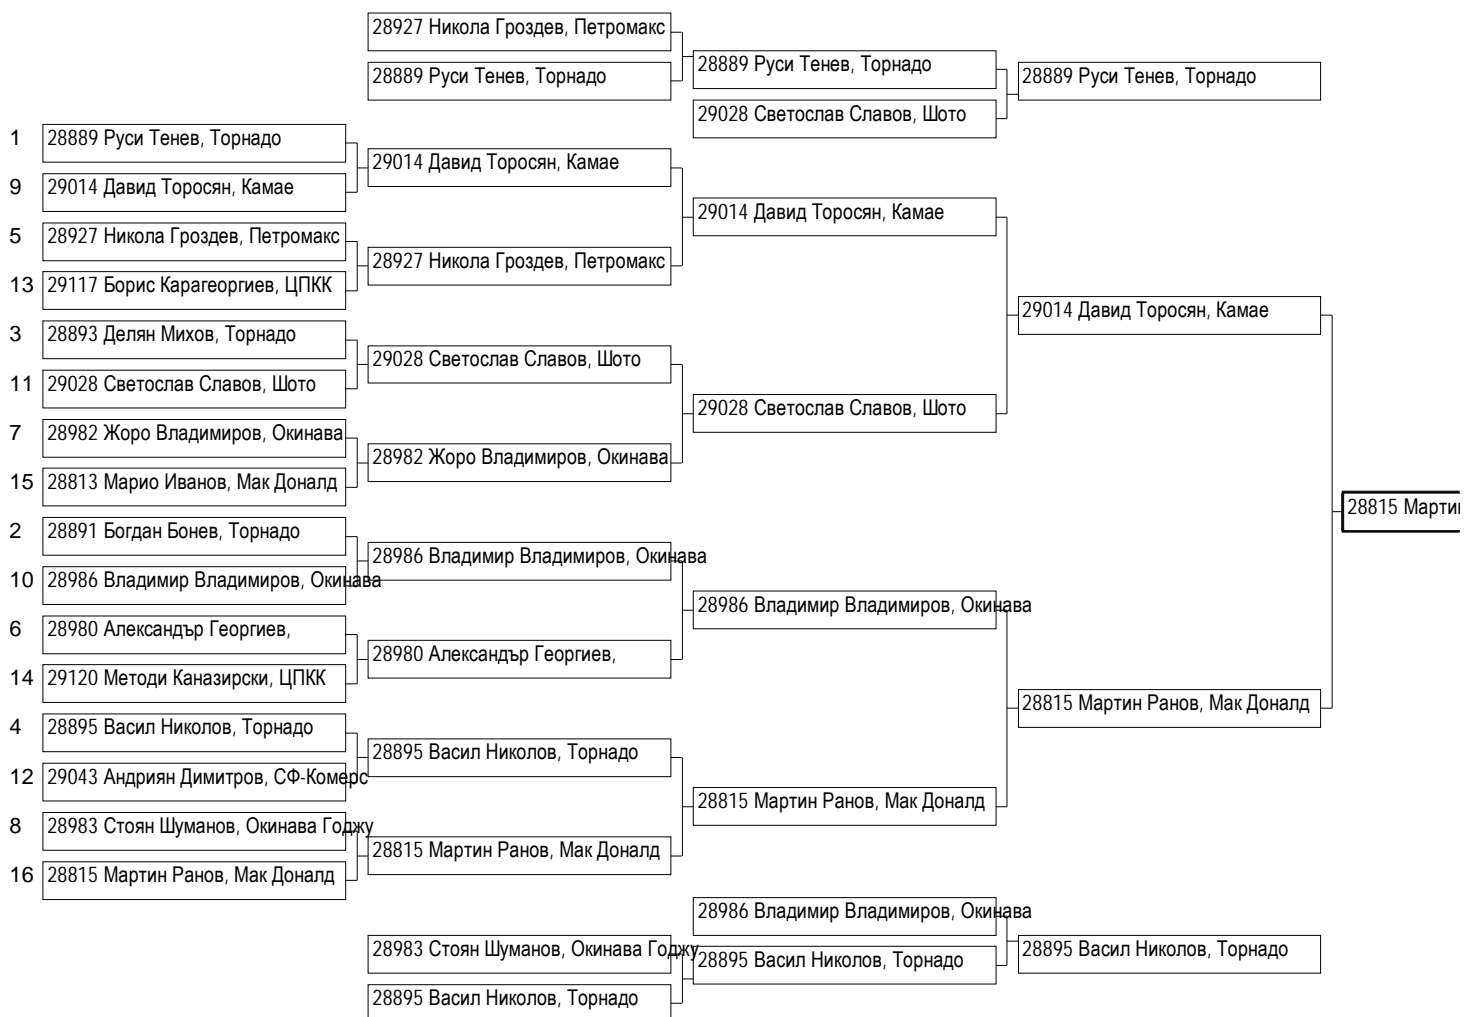 28927 Никола Гроздев, Петромакс
28889 Руси Тенев, Торнадо
28889 Руси Тенев, Торнадо
29028 Светослав Славов, Шото
28889 Руси Тенев, Торнадо
1 28889 Руси Тенев, Торнадо
9 29014 Давид Торосян, Камае
5 28927 Никола Гроздев, Петромакс
13 29117 Борис Карагеоргиев, ЦПКК
3 28893 Делян Михов, Торнадо
11 29028 Светослав Славов, Шото
7 28982 Жоро Владимиров, Окинава
15 28813 Марио Иванов, Мак Доналд
2 28891 Богдан Бонев, Торнадо
10 28986 Владимир Владимиров, Окинава
6 28980 Александър Георгиев,
14 29120 Методи Каназирски, ЦПКК
4 28895 Васил Николов, Торнадо
12 29043 Андриян Димитров, СФ-Комерс
8 28983 Стоян Шуманов, Окинава Годжу
16 28815 Мартин Ранов, Мак Доналд
29014 Давид Торосян, Камае
28927 Никола Гроздев, Петромакс
29028 Светослав Славов, Шото
28982 Жоро Владимиров, Окинава
28986 Владимир Владимиров, Окинава
28980 Александър Георгиев,
28895 Васил Николов, Торнадо
28815 Мартин Ранов, Мак Доналд
29014 Давид Торосян, Камае
29028 Светослав Славов, Шото
28986 Владимир Владимиров, Окинава
28815 Мартин Ранов, Мак Доналд
29014 Давид Торосян, Камае
28815 Мартин Ранов, Мак Доналд
28815
28983 Стоян Шуманов, Окинава Годжу
28895 Васил Николов, Торнадо
28986 Владимир Владимиров, Окинава
28895 Васил Николов, Торнадо
28895 Васил Николов, Торнадо